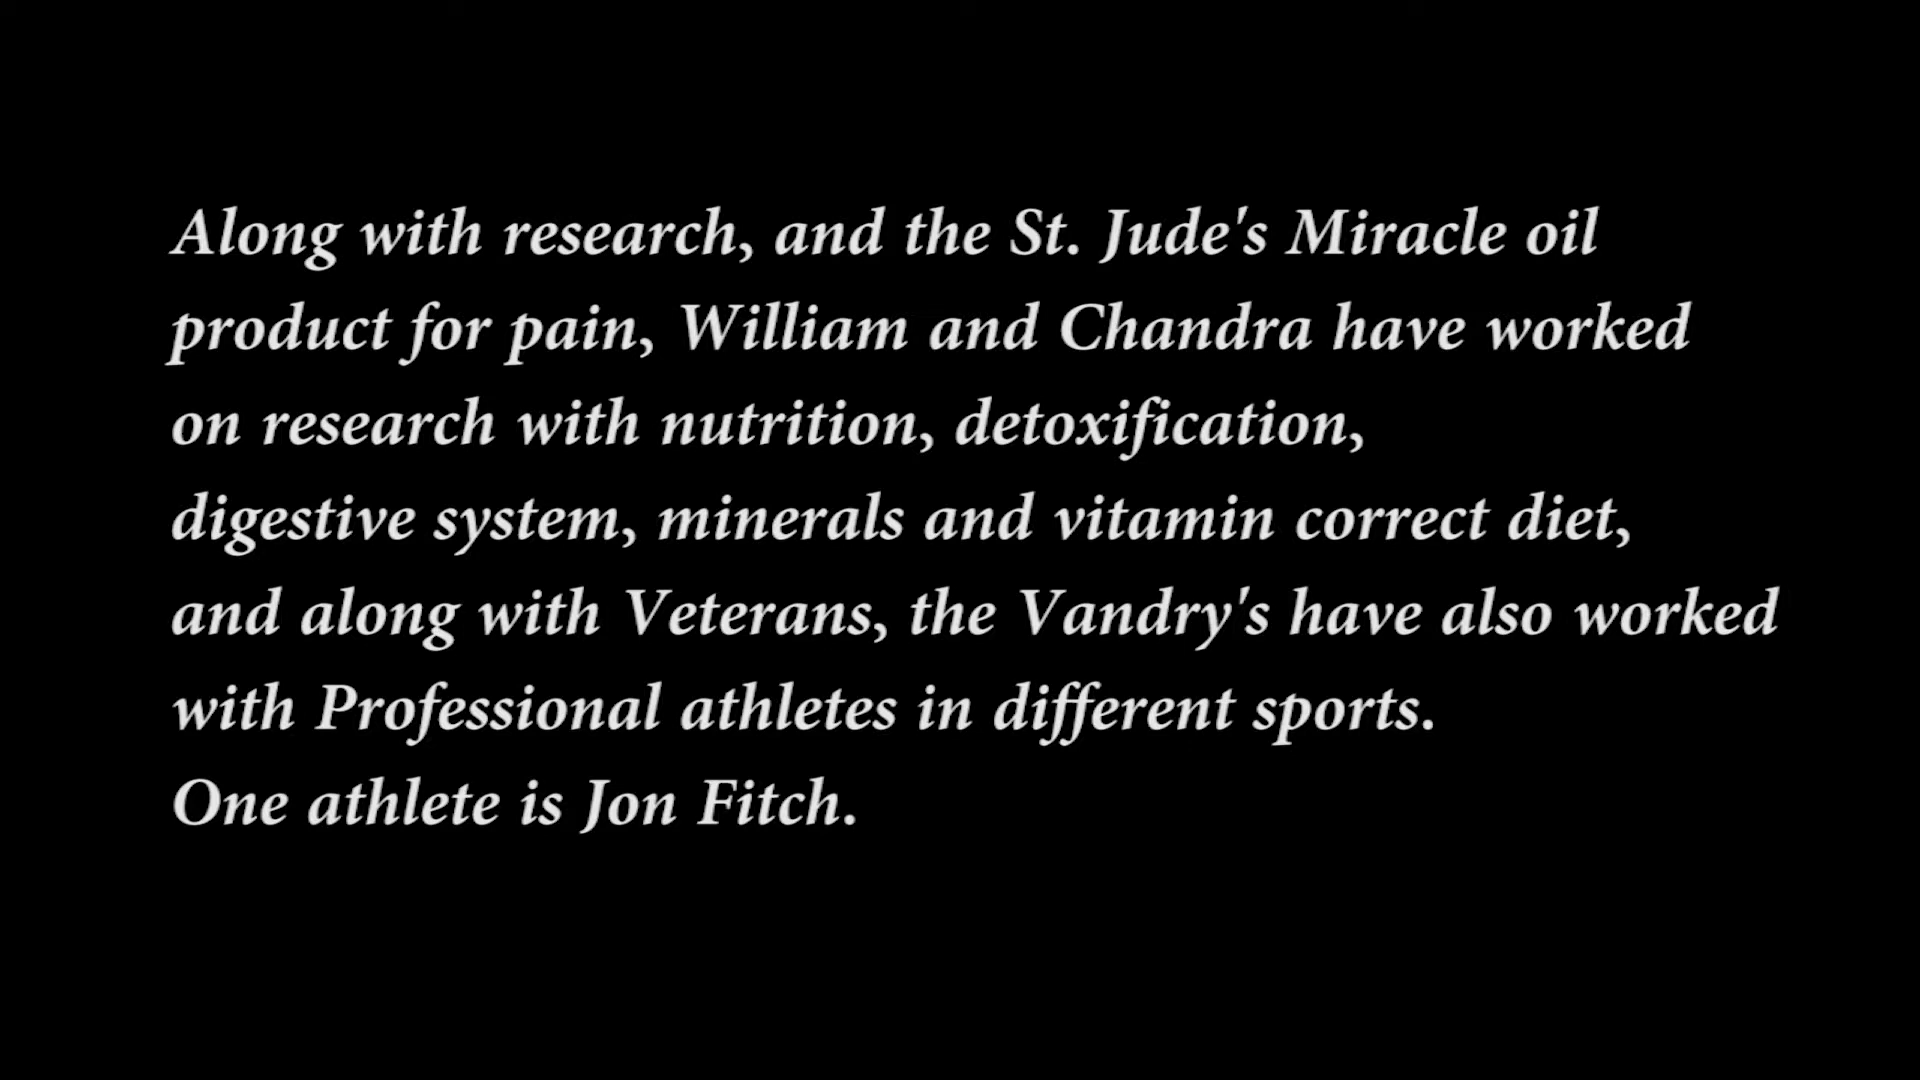 Along with research, and the St. Jude's Miracle oil
product for pain, William and Chandra have worked
on research with nutrition, detoxification,
digestive system, minerals and vitamin correct diet,
and along with Veterans, the Vandry's have also worked
with Professional athletes in different sports.
One athlete is Jon Fitch.